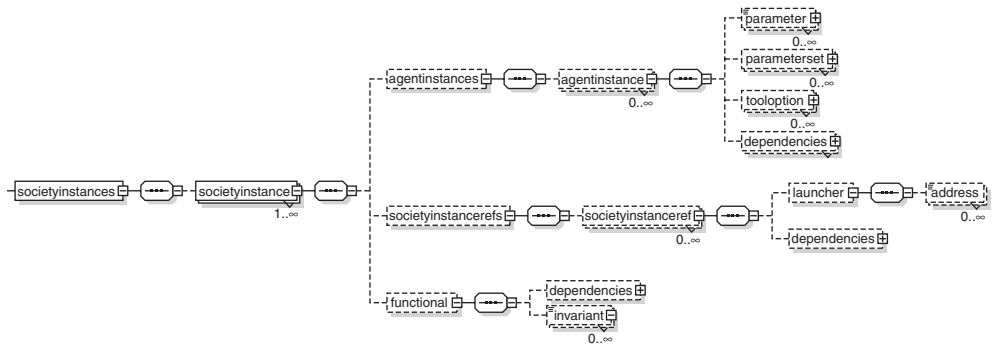 societyinstances
societyinstance
1..∞
agentinstances
agentinstance
0..∞
parameter
0..∞
parameterset
0..∞
tooloption
0..∞
dependencies
societyinstancerefs
societyinstanceref
0..∞
launcher
address
0..∞
dependencies
functional
dependencies
invariant
0..∞